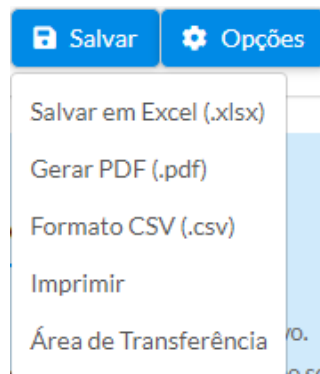 Salvar Opções
Salvar em Excel (.xlsx)
Gerar PDF (.pdf)
Formato CSV (.csv)
Imprimir
Área de Transferência